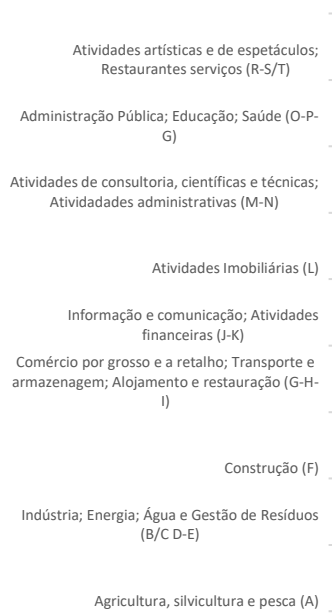 Atividades artísticas e de espetáculos;
Restaurantes serviços (R-S/T)
Administração Pública; Educação; Saúde (O-P-
G)
Atividades de consultoria, científicas e técnicas;
Atividadades administrativas (M-N)
Atividades Imobiliárias (L)
Informação e comunicação; Atividades
financeiras (J-K)
Comércio por grosso e a retalho; Transporte e
armazenagem; Alojamento e restauração (G-H-
I)
Construção (F)
Indústria; Energia; Água e Gestão de Resíduos
(B/C D-E)
Agricultura, silvicultura e pesca (A)